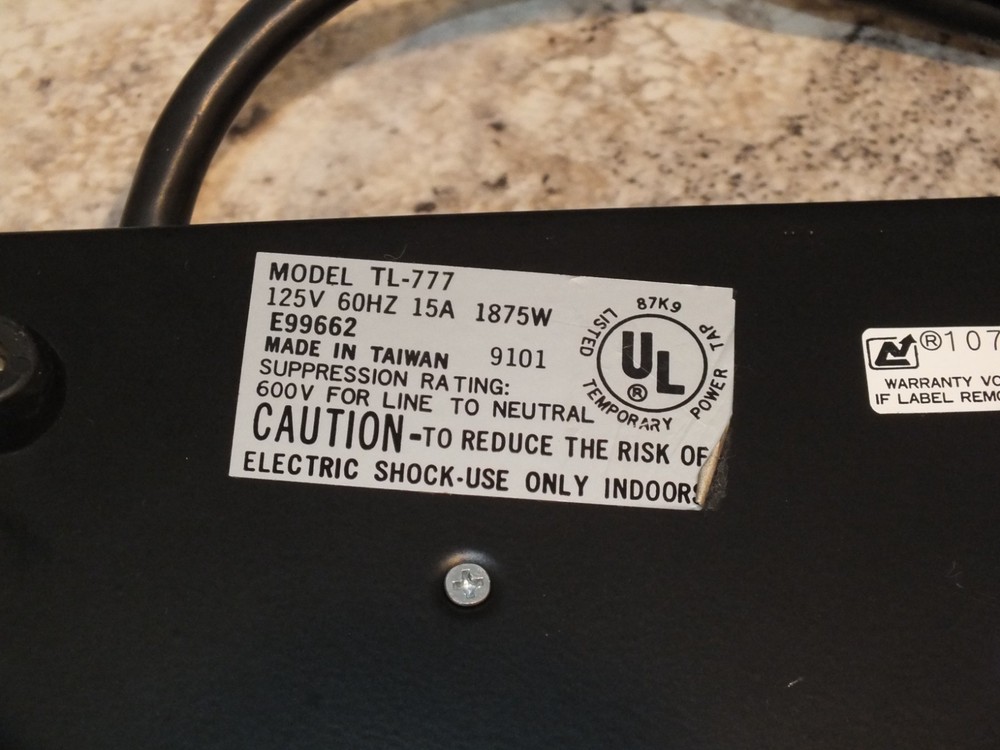 MODEL TL-777
125V 60HZ 15A 1875W
E99662
MADE IN TAIWAN 9101
SUPPRESSION RATING:
600V FOR LINE TO NEUTRAL
CAUTION-TO REDUCE THE RISK OF
ELECTRIC SHOCK-USE ONLY INDOORS
87K9
LISTED
UL
®
TEMPORARY POWER TAP
®107
WARRANTY VO
IF LABEL REMO